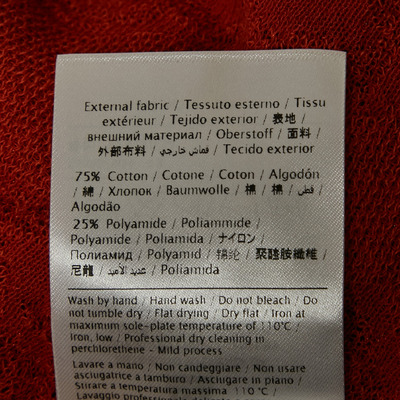 External fabric / Tessuto esterno / Tissu
extérieur / Tejido exterior / 表地 /
внешний материал / Oberstoff / 面料 /
外部布料 / قماش خارجي / Tecido exterior
75% Cotton / Cotone / Coton / Algodón
/ 綿 / Хлопок / Baumwolle / 棉 / 棉 / قطن /
Algodão
25% Polyamide / Poliammide /
Polyamide / Poliamida / ナイロン /
Полиамид / Polyamid / 锦纶 / 聚醯胺纖維 /
尼龍 / عديد الأميد / Poliamida
Wash by hand / Hand wash / Do not bleach / Do
not tumble dry / Flat drying / Dry flat / Iron at
maximum sole-plate temperature of 110°C /
Iron, low / Professional dry cleaning in
perchlorethene - Mild process
Lavare a mano / Non candeggiare / Non usare
asciugatrice a tamburo / Asciugare in piano /
Stirare a temperatura massima 110 °C /
Lavaggio professionale